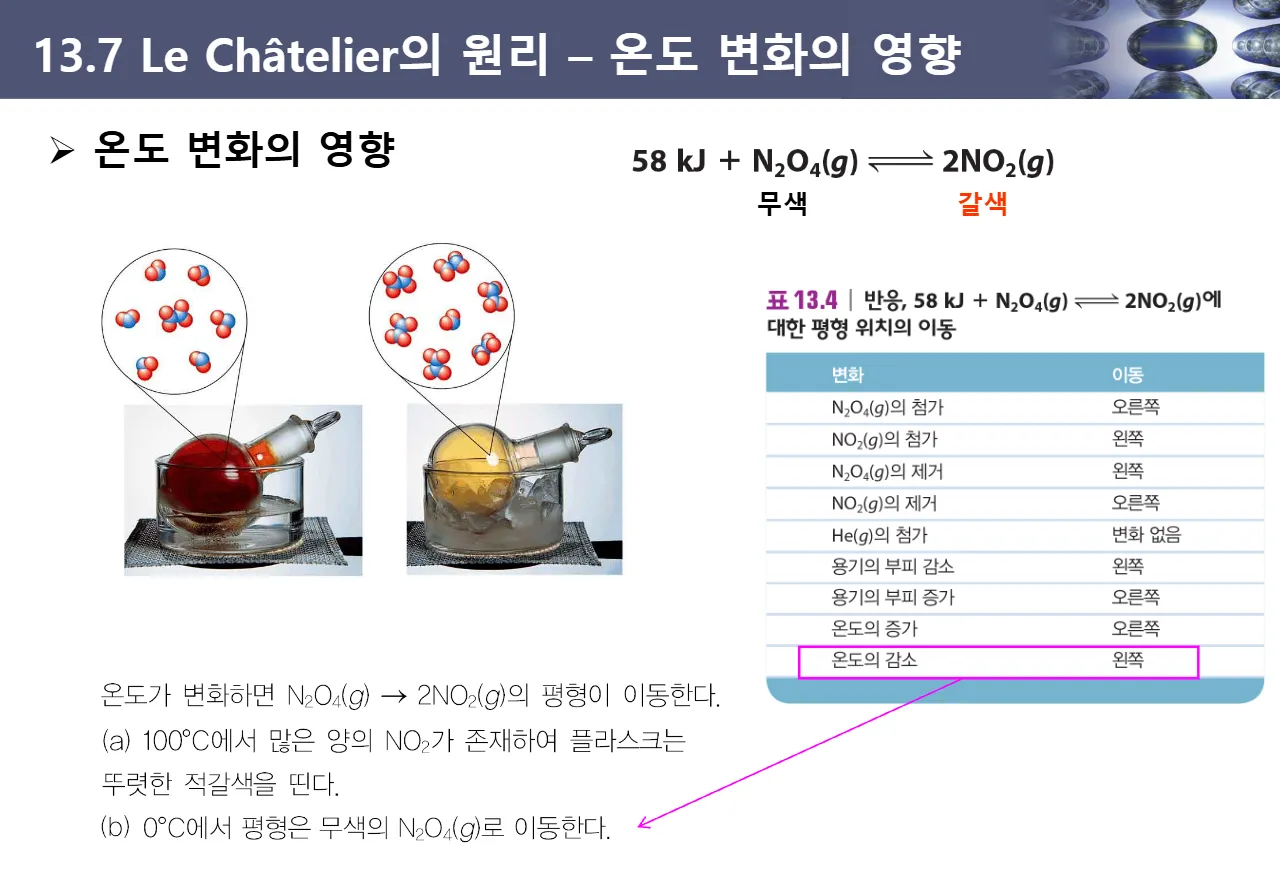 13.7 Le Châtelier의 원리 – 온도 변화의 영향
➢ 온도 변화의 영향
58 kJ + N₂O₄(g) ⇌ 2NO₂(g)
무색 갈색
표 13.4 | 반응, 58 kJ + N₂O₄(g) ⇌ 2NO₂(g)에
대한 평형 위치의 이동
변화 이동
N₂O₄(g)의 첨가 오른쪽
NO₂(g)의 첨가 왼쪽
N₂O₄(g)의 제거 왼쪽
NO₂(g)의 제거 오른쪽
He(g)의 첨가 변화 없음
용기의 부피 감소 왼쪽
용기의 부피 증가 오른쪽
온도의 증가 오른쪽
온도의 감소 왼쪽
온도가 변화하면 N₂O₄(g) → 2NO₂(g)의 평형이 이동한다.
(a) 100°C에서 많은 양의 NO₂가 존재하여 플라스크는
뚜렷한 적갈색을 띤다.
(b) 0°C에서 평형은 무색의 N₂O₄(g)로 이동한다.